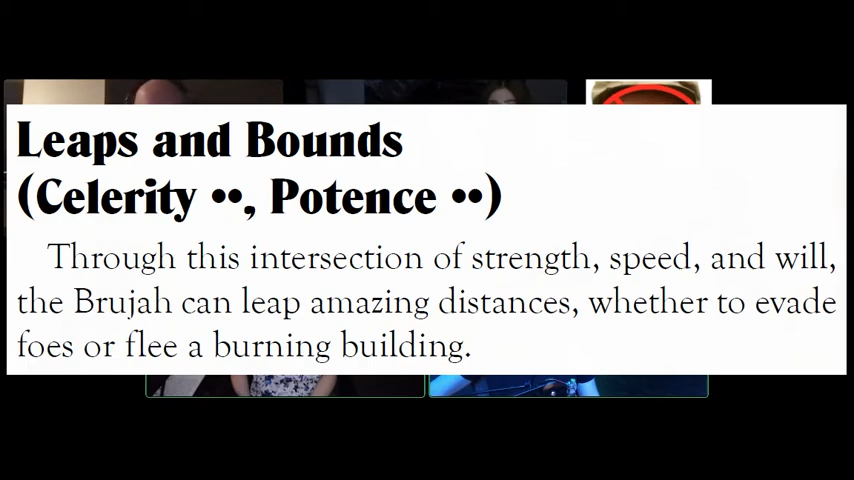 Leaps and Bounds
(Celerity ••, Potence ••)
Through this intersection of strength, speed, and will,
the Brujah can leap amazing distances, whether to evade
foes or flee a burning building.